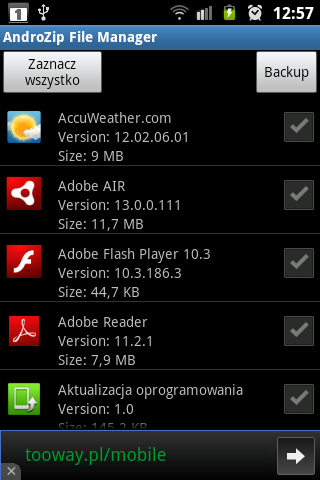 1 12:57
AndroZip File Manager
Zaznacz
wszystko
Backup
AccuWeather.com
Version: 12.02.06.01
Size: 9 MB
Adobe AIR
Version: 13.0.0.111
Size: 11,7 MB
Adobe Flash Player 10.3
Version: 10.3.186.3
Size: 44,7 KB
Adobe Reader
Version: 11.2.1
Size: 7,9 MB
Aktualizacja oprogramowania
Version: 1.0
Size: 145,2 KB
tooway.pl/mobile